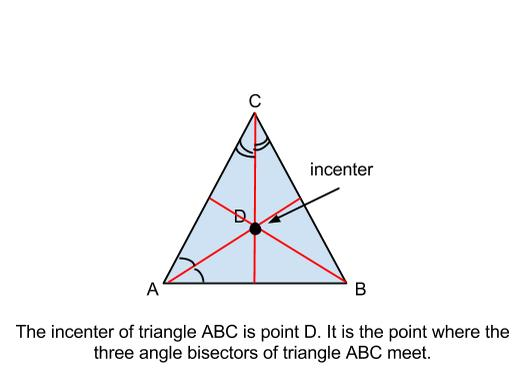 C
incenter
D
A
B
The incenter of triangle ABC is point D. It is the point where the
three angle bisectors of triangle ABC meet.